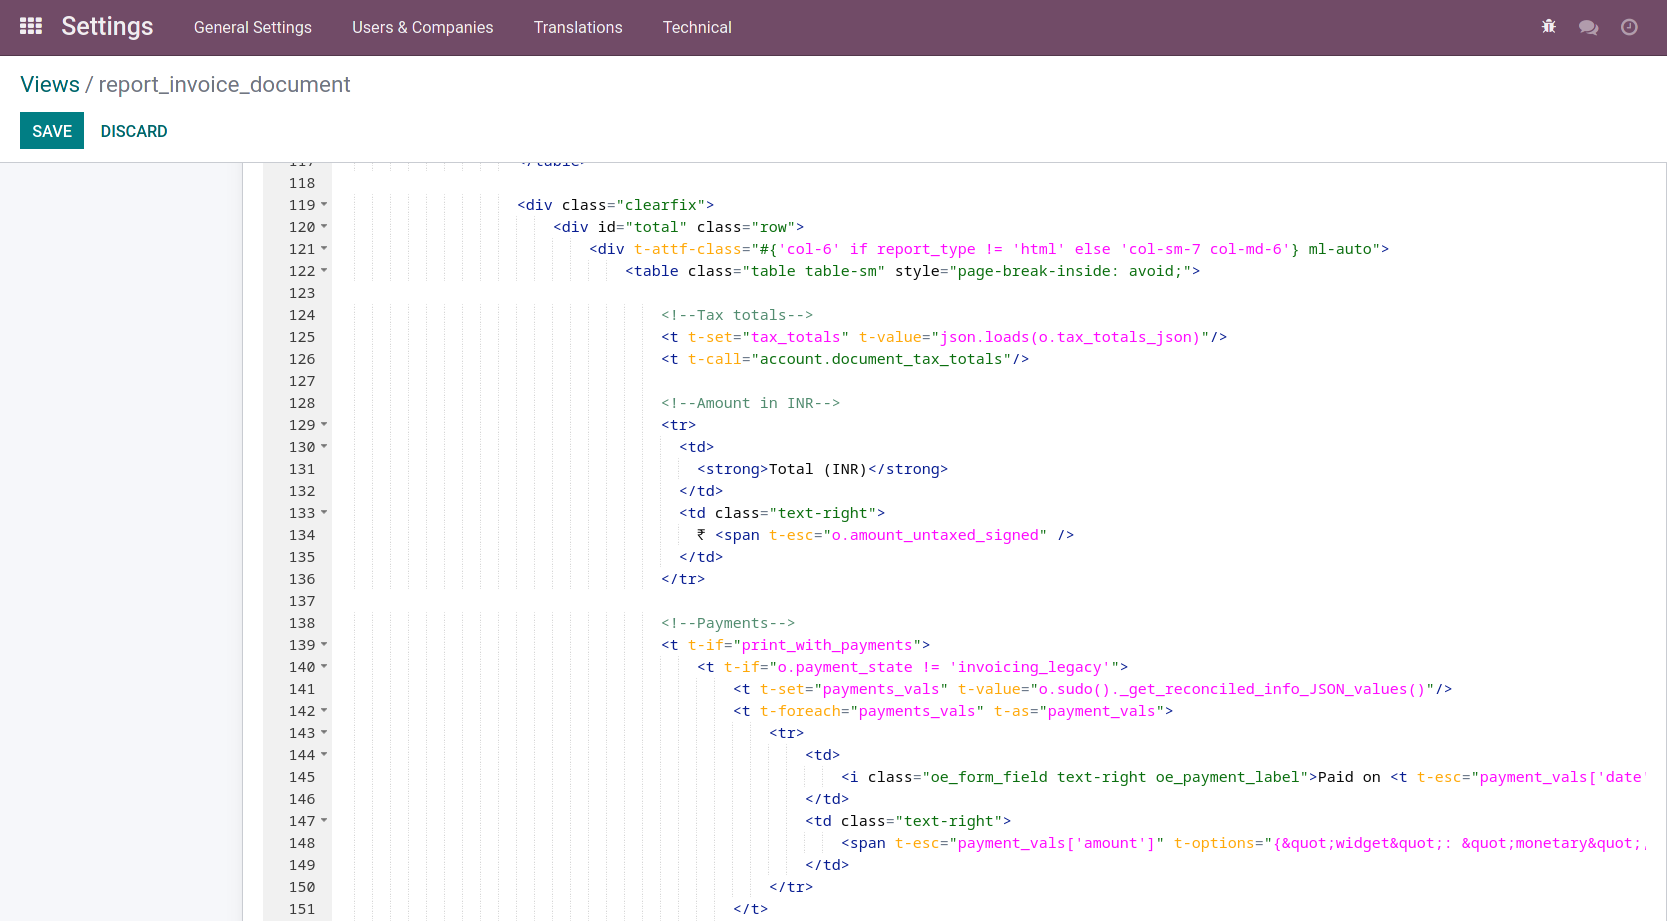 Settings General Settings Users & Companies Translations Technical
Views / report_invoice_document
SAVE DISCARD
117 </table>
118
119 <div class="clearfix">
120 <div id="total" class="row">
121 <div t-attf-class="#{'col-6' if report_type != 'html' else 'col-sm-7 col-md-6'} ml-auto">
122 <table class="table table-sm" style="page-break-inside: avoid;">
123
124 <!--Tax totals-->
125 <t t-set="tax_totals" t-value="json.loads(o.tax_totals_json)"/>
126 <t t-call="account.document_tax_totals"/>
127
128 <!--Amount in INR-->
129 <tr>
130 <td>
131 <strong>Total (INR)</strong>
132 </td>
133 <td class="text-right">
134 ₹ <span t-esc="o.amount_untaxed_signed" />
135 </td>
136 </tr>
137
138 <!--Payments-->
139 <t t-if="print_with_payments">
140 <t t-if="o.payment_state != 'invoicing_legacy'">
141 <t t-set="payments_vals" t-value="o.sudo()._get_reconciled_info_JSON_values()"/>
142 <t t-foreach="payments_vals" t-as="payment_vals">
143 <tr>
144 <td>
145 <i class="oe_form_field text-right oe_payment_label">Paid on <t t-esc="payment_vals['date'
146 </td>
147 <td class="text-right">
148 <span t-esc="payment_vals['amount']" t-options="{&quot;widget&quot;: &quot;monetary&quot;,
149 </td>
150 </tr>
151 </t>